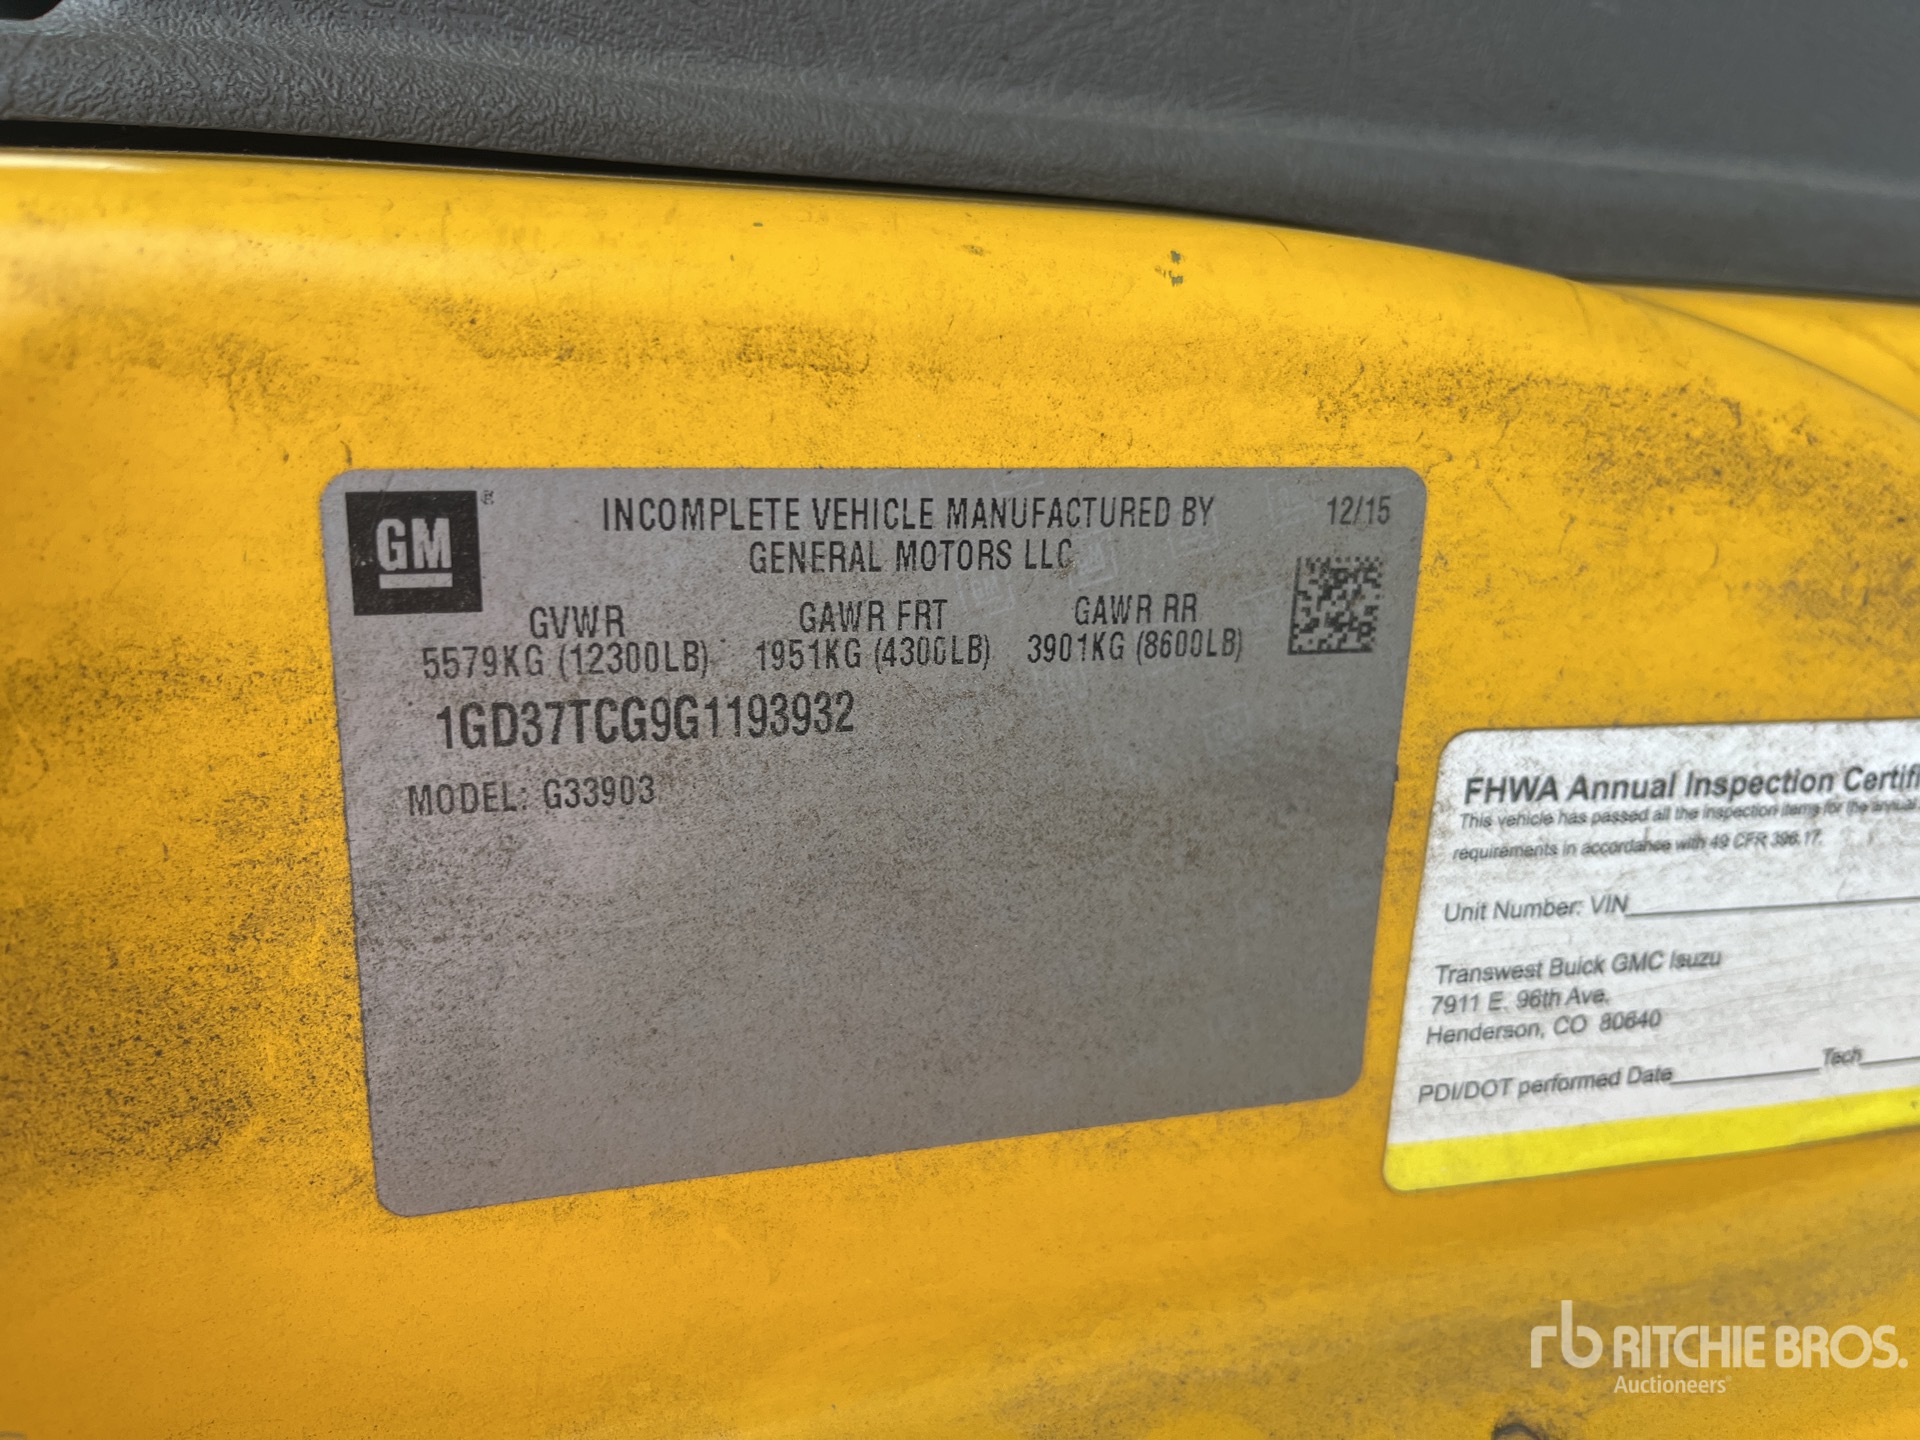 GM ®
INCOMPLETE VEHICLE MANUFACTURED BY
GENERAL MOTORS LLC
12/15
GVWR GAWR FRT GAWR RR
5579KG (12300LB) 1951KG (4300LB) 3901KG (8600LB)
1GD37TCG9G1193932
MODEL: G33903
FHWA Annual Inspection Certifi
This vehicle has passed all the inspection items for the annual
requirements in accordance with 49 CFR 396.17.
Unit Number: VIN
Transwest Buick GMC Isuzu
7911 E. 96th Ave.
Henderson, CO 80640
PDI/DOT performed Date Tech
rb RITCHIE BROS.
Auctioneers